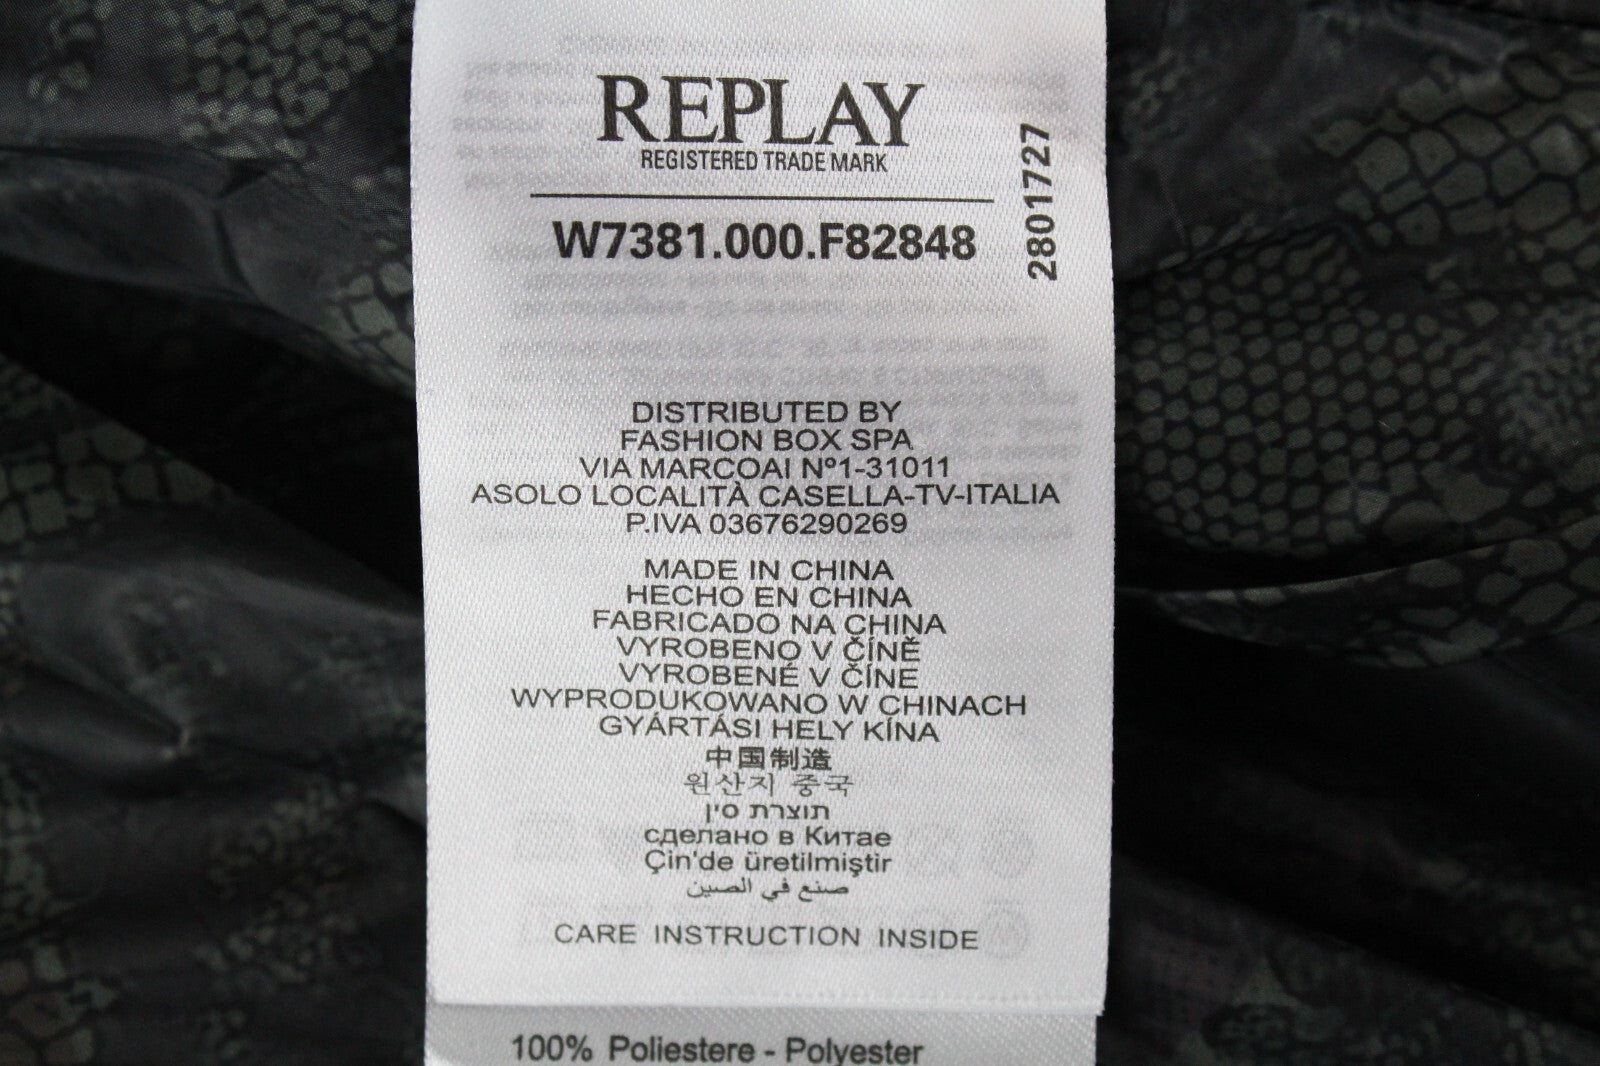 REPLAY
REGISTERED TRADE MARK
W7381.000.F82848
28017727
DISTRIBUTED BY
FASHION BOX SPA
VIA MARCOAI Nº1-31011
ASOLO LOCALITÀ CASELLA-TV-ITALIA
P.IVA 03676290269
MADE IN CHINA
HECHO EN CHINA
FABRICADO NA CHINA
VYROBENO V ČÍNĚ
VYROBENÉ V ČÍNE
WYPRODUKOWANO W CHINACH
GYÁRTÁSI HELY KÍNA
中国制造
원산지 중국
תוצרת סין
сделано в Китае
Çin'de üretilmiştir
صنع في الصين
CARE INSTRUCTION INSIDE
100% Poliestere - Polyester